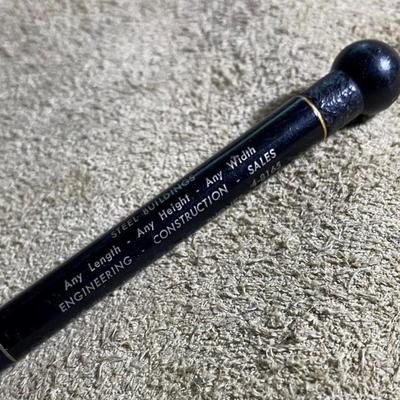 STEEL BUILDINGS
Any Length - Any Height - Any Width
ENGINEERING - CONSTRUCTION - SALES